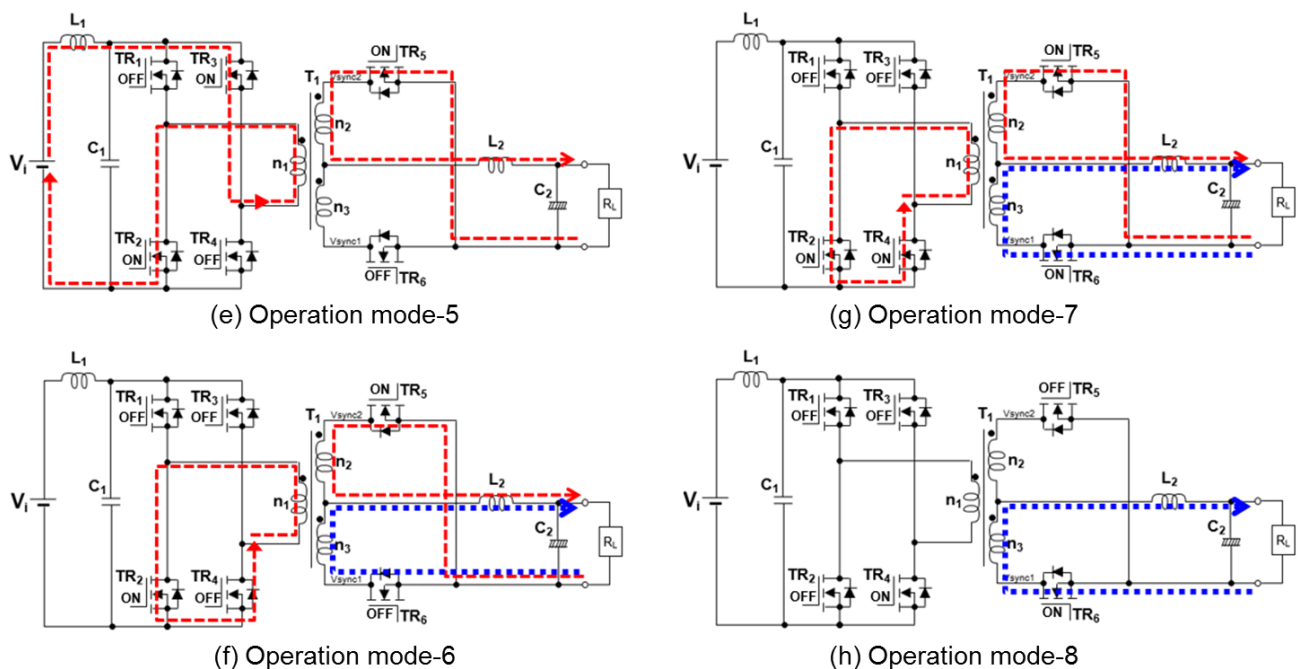 L1
TR1
OFF
TR3
ON
C1
Vi
n1
TR2
ON
TR4
OFF
T1
Vsync2
ON
TR5
n2
L2
n3
C2
RL
Vsync1
OFF
TR6
(e) Operation mode-5
L1
TR1
OFF
TR3
OFF
C1
Vi
n1
TR2
ON
TR4
ON
T1
Vsync2
ON
TR5
n2
L2
n3
C2
RL
Vsync1
ON
TR6
(g) Operation mode-7
L1
TR1
OFF
TR3
OFF
C1
Vi
n1
TR2
ON
TR4
OFF
T1
Vsync2
ON
TR5
n2
L2
n3
C2
RL
Vsync1
OFF
TR6
(f) Operation mode-6
L1
TR1
OFF
TR3
OFF
C1
Vi
n1
TR2
OFF
TR4
OFF
T1
Vsync2
OFF
TR5
n2
L2
n3
C2
RL
Vsync1
ON
TR6
(h) Operation mode-8